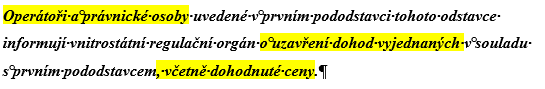 Operátoři a°právnické osoby uvedené v°prvním pododstavci tohoto odstavce
informují vnitrostátní regulační orgán o°uzavření dohod vyjednaných v°souladu
s°prvním pododstavcem, včetně dohodnuté ceny.¶